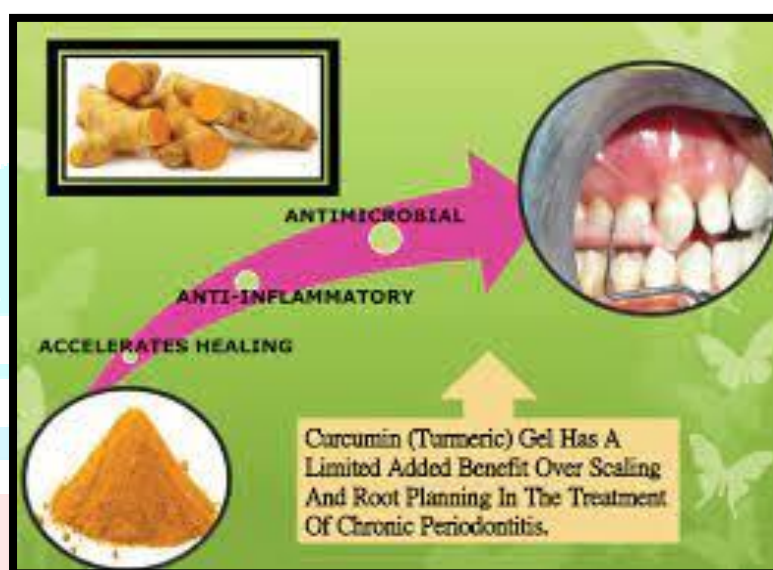 ANTIMICROBIAL
ANTI-INFLAMMATORY
ACCELERATES HEALING
Curcumin (Turmeric) Gel Has A
Limited Added Benefit Over Scaling
And Root Planning In The Treatment
Of Chronic Periodontitis.